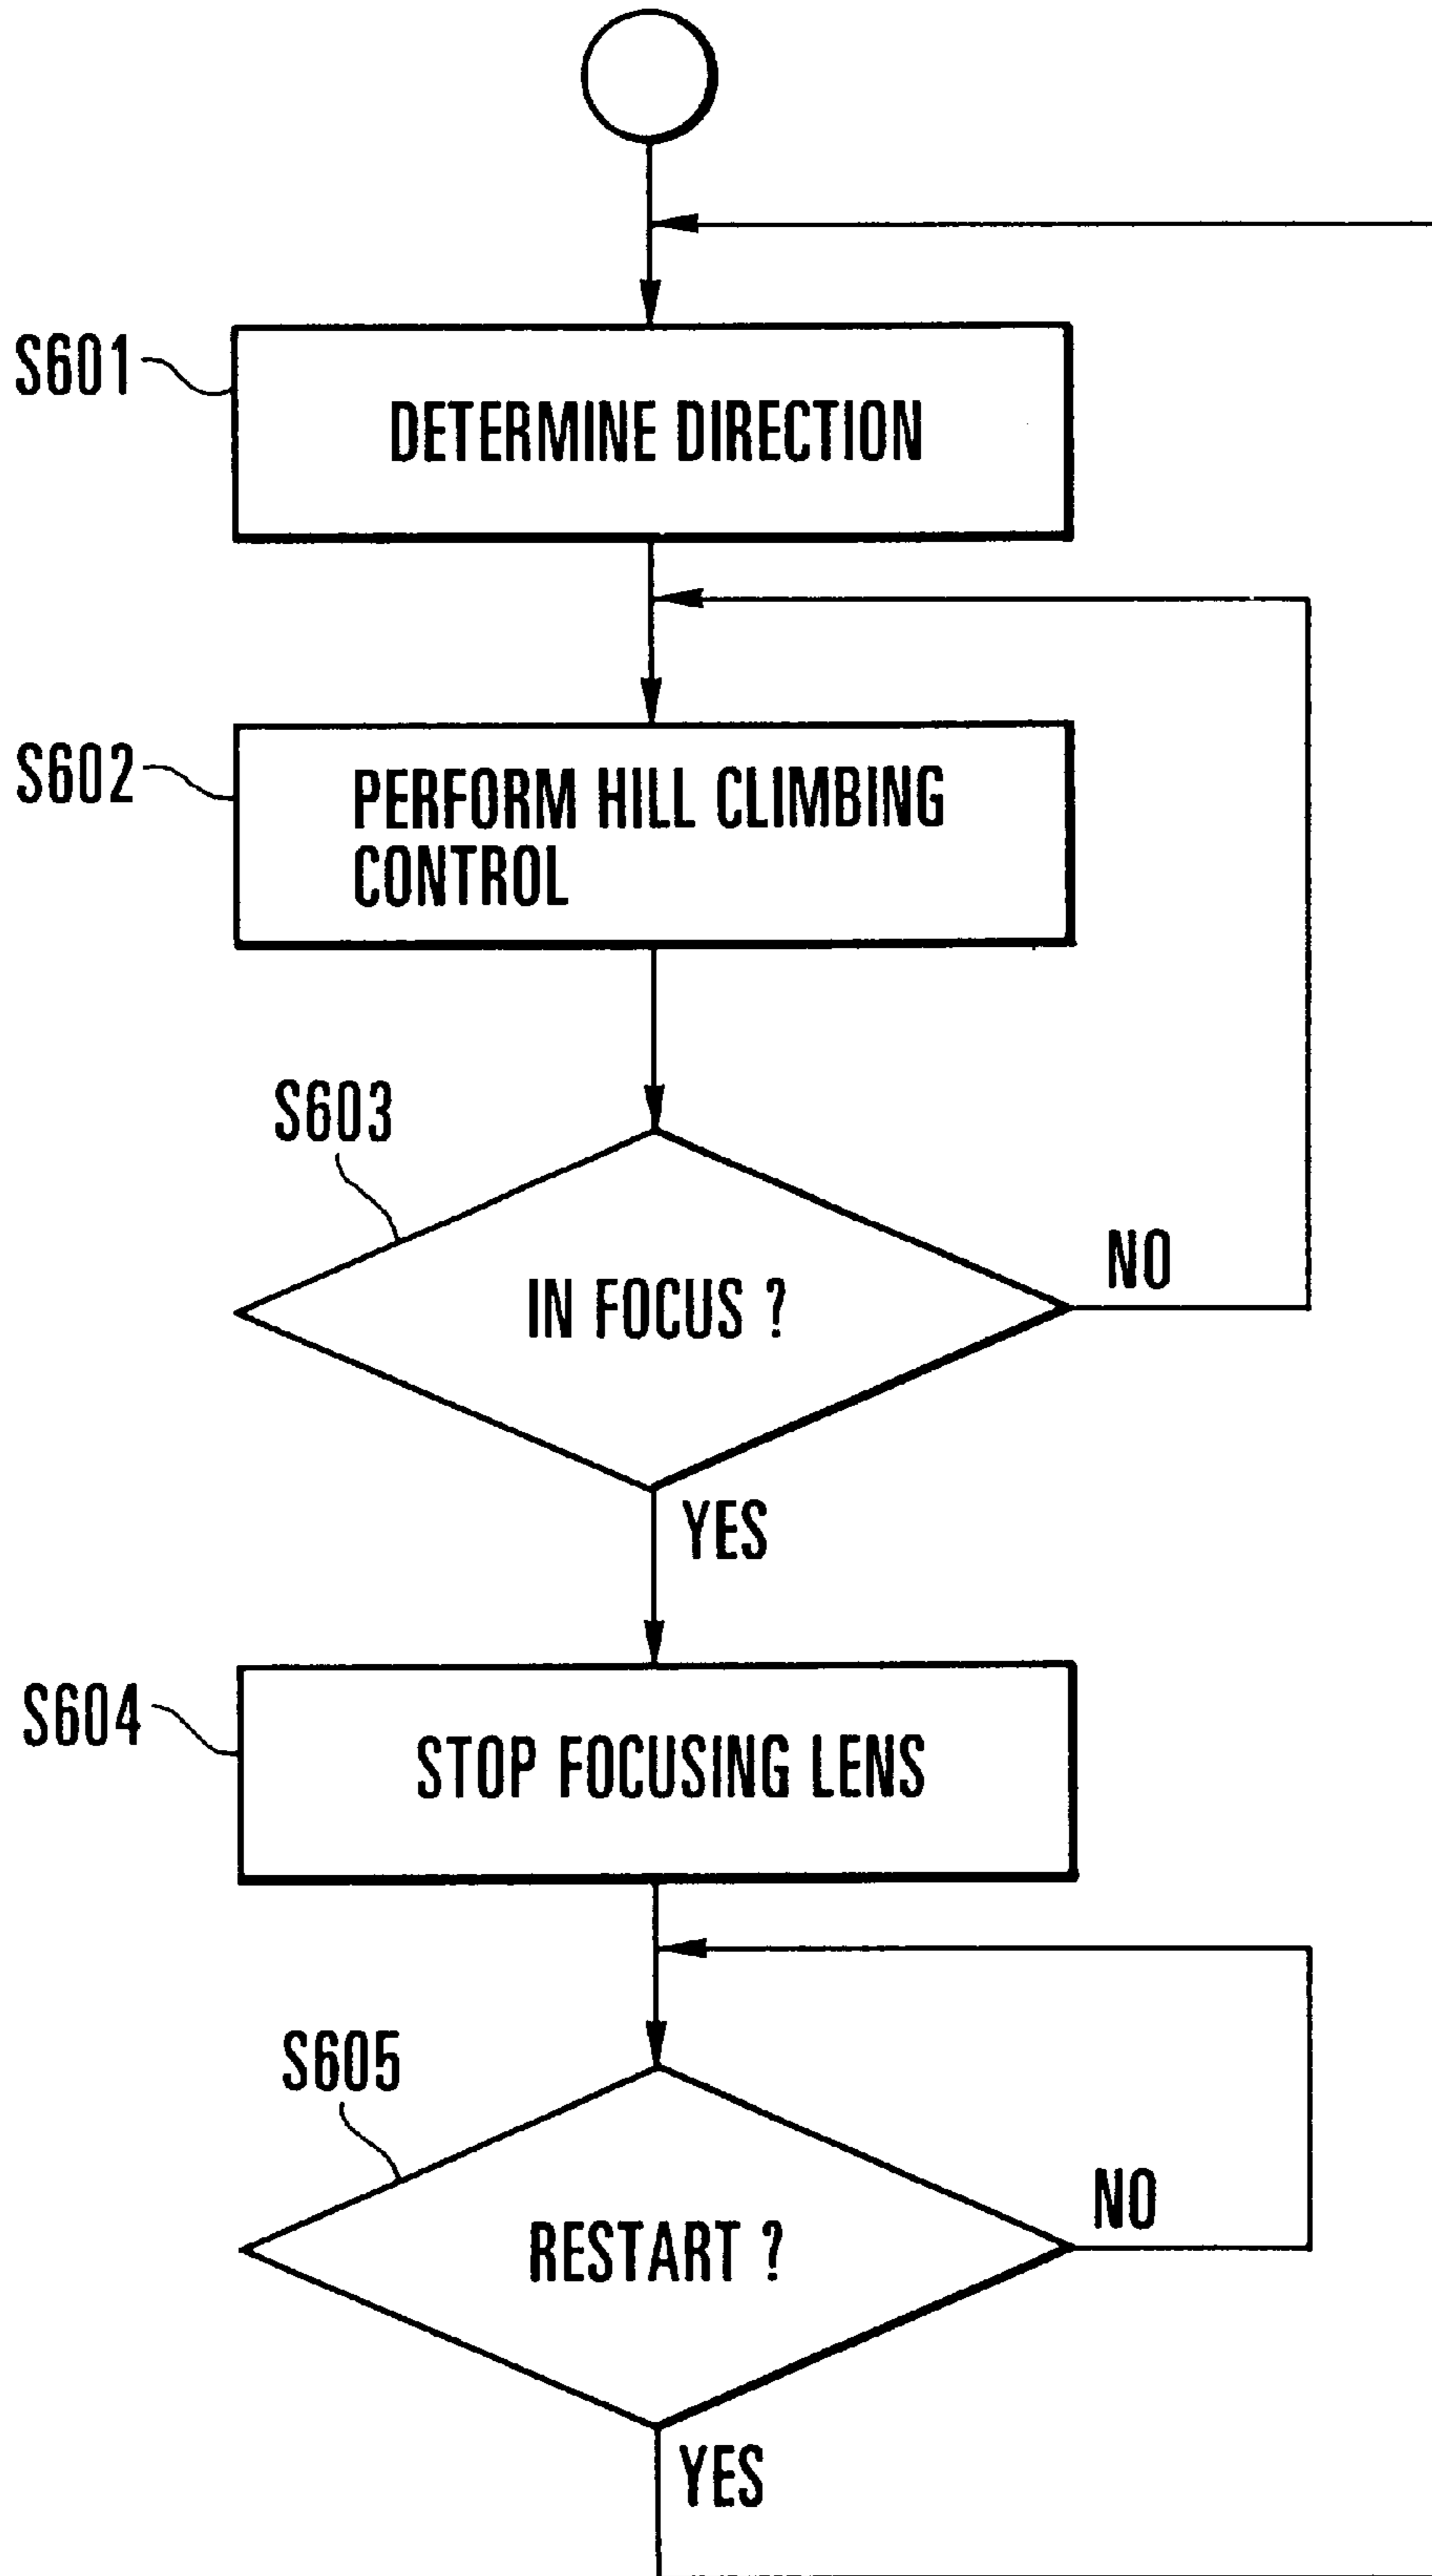 S601
DETERMINE DIRECTION
S602
PERFORM HILL CLIMBING
CONTROL
S603
IN FOCUS ?
NO
YES
S604
STOP FOCUSING LENS
S605
RESTART ?
NO
YES